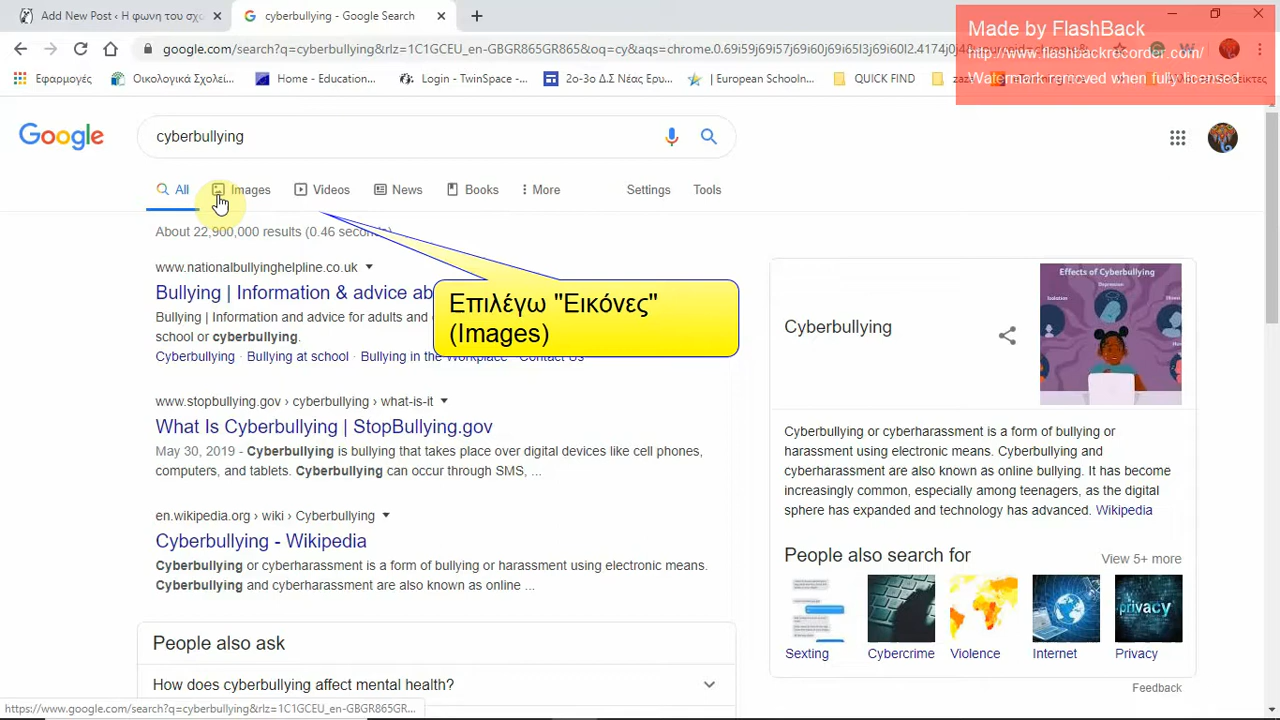 Add New Post ‹ Η φωνη του σχο
cyberbullying - Google Search
Made by FlashBack
http://www.flashbackrecorder.com/
Watermark removed when fully licensed
google.com/search?q=cyberbullying&rlz=1C1GCEU_en-GBGR865GR865&oq=cy&aqs=chrome.0.69i59j69i57j69i60j69i65l3j69i60l2.4174j0j4&
Εφαρμογές
Οικολογικά Σχολεί...
Home - Education...
Login - TwinSpace -...
2ο-3ο Δ.Σ Νέας Ερυ...
| European Schooln...
QUICK FIND
Google
cyberbullying
All
Images
Videos
News
Books
More
Settings
Tools
About 22,900,000 results (0.46 seconds)
www.nationalbullyinghelpline.co.uk
Bullying | Information & advice ab
Bullying | Information and advice for adults and
school or cyberbullying.
Cyberbullying · Bullying at school · Bullying in the Workplace · Contact Us
Επιλέγω "Εικόνες"
(Images)
www.stopbullying.gov › cyberbullying › what-is-it
What Is Cyberbullying | StopBullying.gov
May 30, 2019 - Cyberbullying is bullying that takes place over digital devices like cell phones,
computers, and tablets. Cyberbullying can occur through SMS, ...
en.wikipedia.org › wiki › Cyberbullying
Cyberbullying - Wikipedia
Cyberbullying or cyberharassment is a form of bullying or harassment using electronic means.
Cyberbullying and cyberharassment are also known as online ...
People also ask
How does cyberbullying affect mental health?
https://www.google.com/search?q=cyberbullying&rlz=1C1GCEU_en-GBGR865GR...
Effects of Cyberbullying
Depression
Isolation
Illness
Cyberbullying
Cyberbullying or cyberharassment is a form of bullying or
harassment using electronic means. Cyberbullying and
cyberharassment are also known as online bullying. It has become
increasingly common, especially among teenagers, as the digital
sphere has expanded and technology has advanced. Wikipedia
People also search for
View 5+ more
privacy
Sexting
Cybercrime
Violence
Internet
Privacy
Feedback